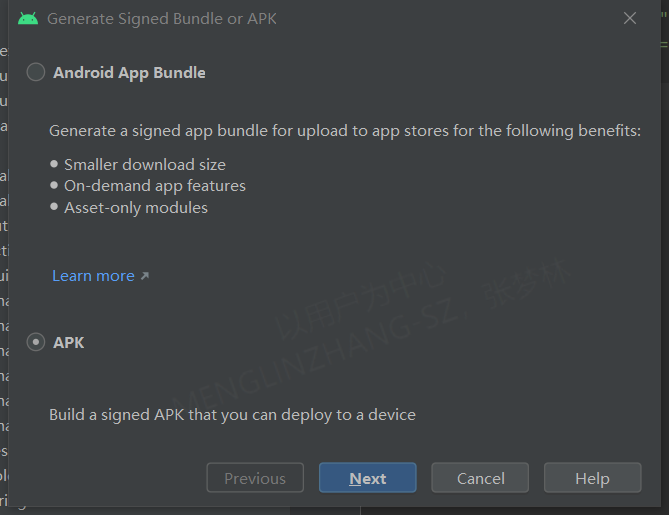 Generate Signed Bundle or APK
Android App Bundle
Generate a signed app bundle for upload to app stores for the following benefits:
Smaller download size
On-demand app features
Asset-only modules
Learn more
以用户为中心
MENGLINZHANG-SZ, 张梦林
APK
Build a signed APK that you can deploy to a device
Previous
Next
Cancel
Help